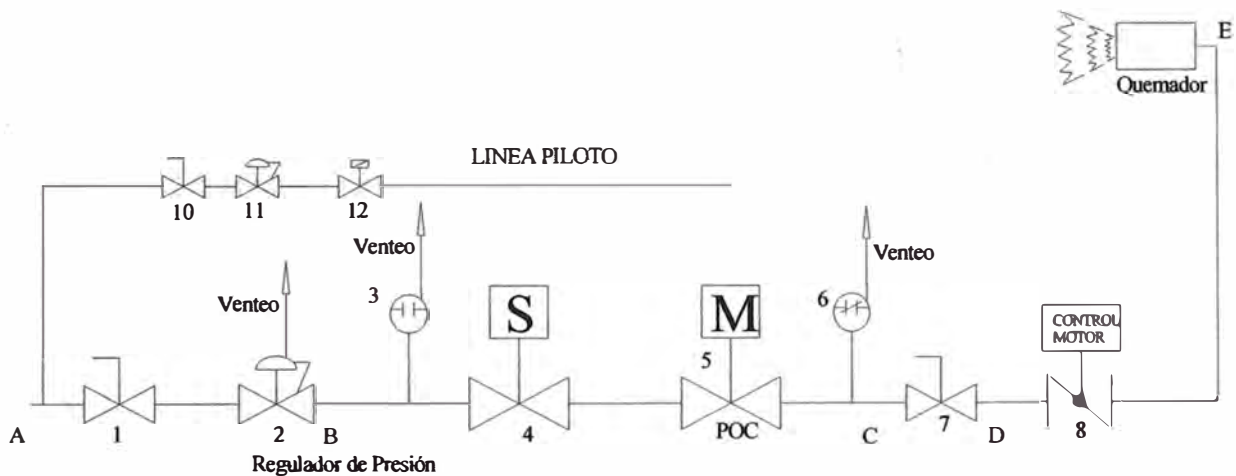 E
Quemador
LINEA PILOTO
10
11
12
Venteo
Venteo
Venteo
3
6
S
M
CONTROL
MOTOR
5
A
1
2
B
4
POC
C
7
D
8
Regulador de Presión